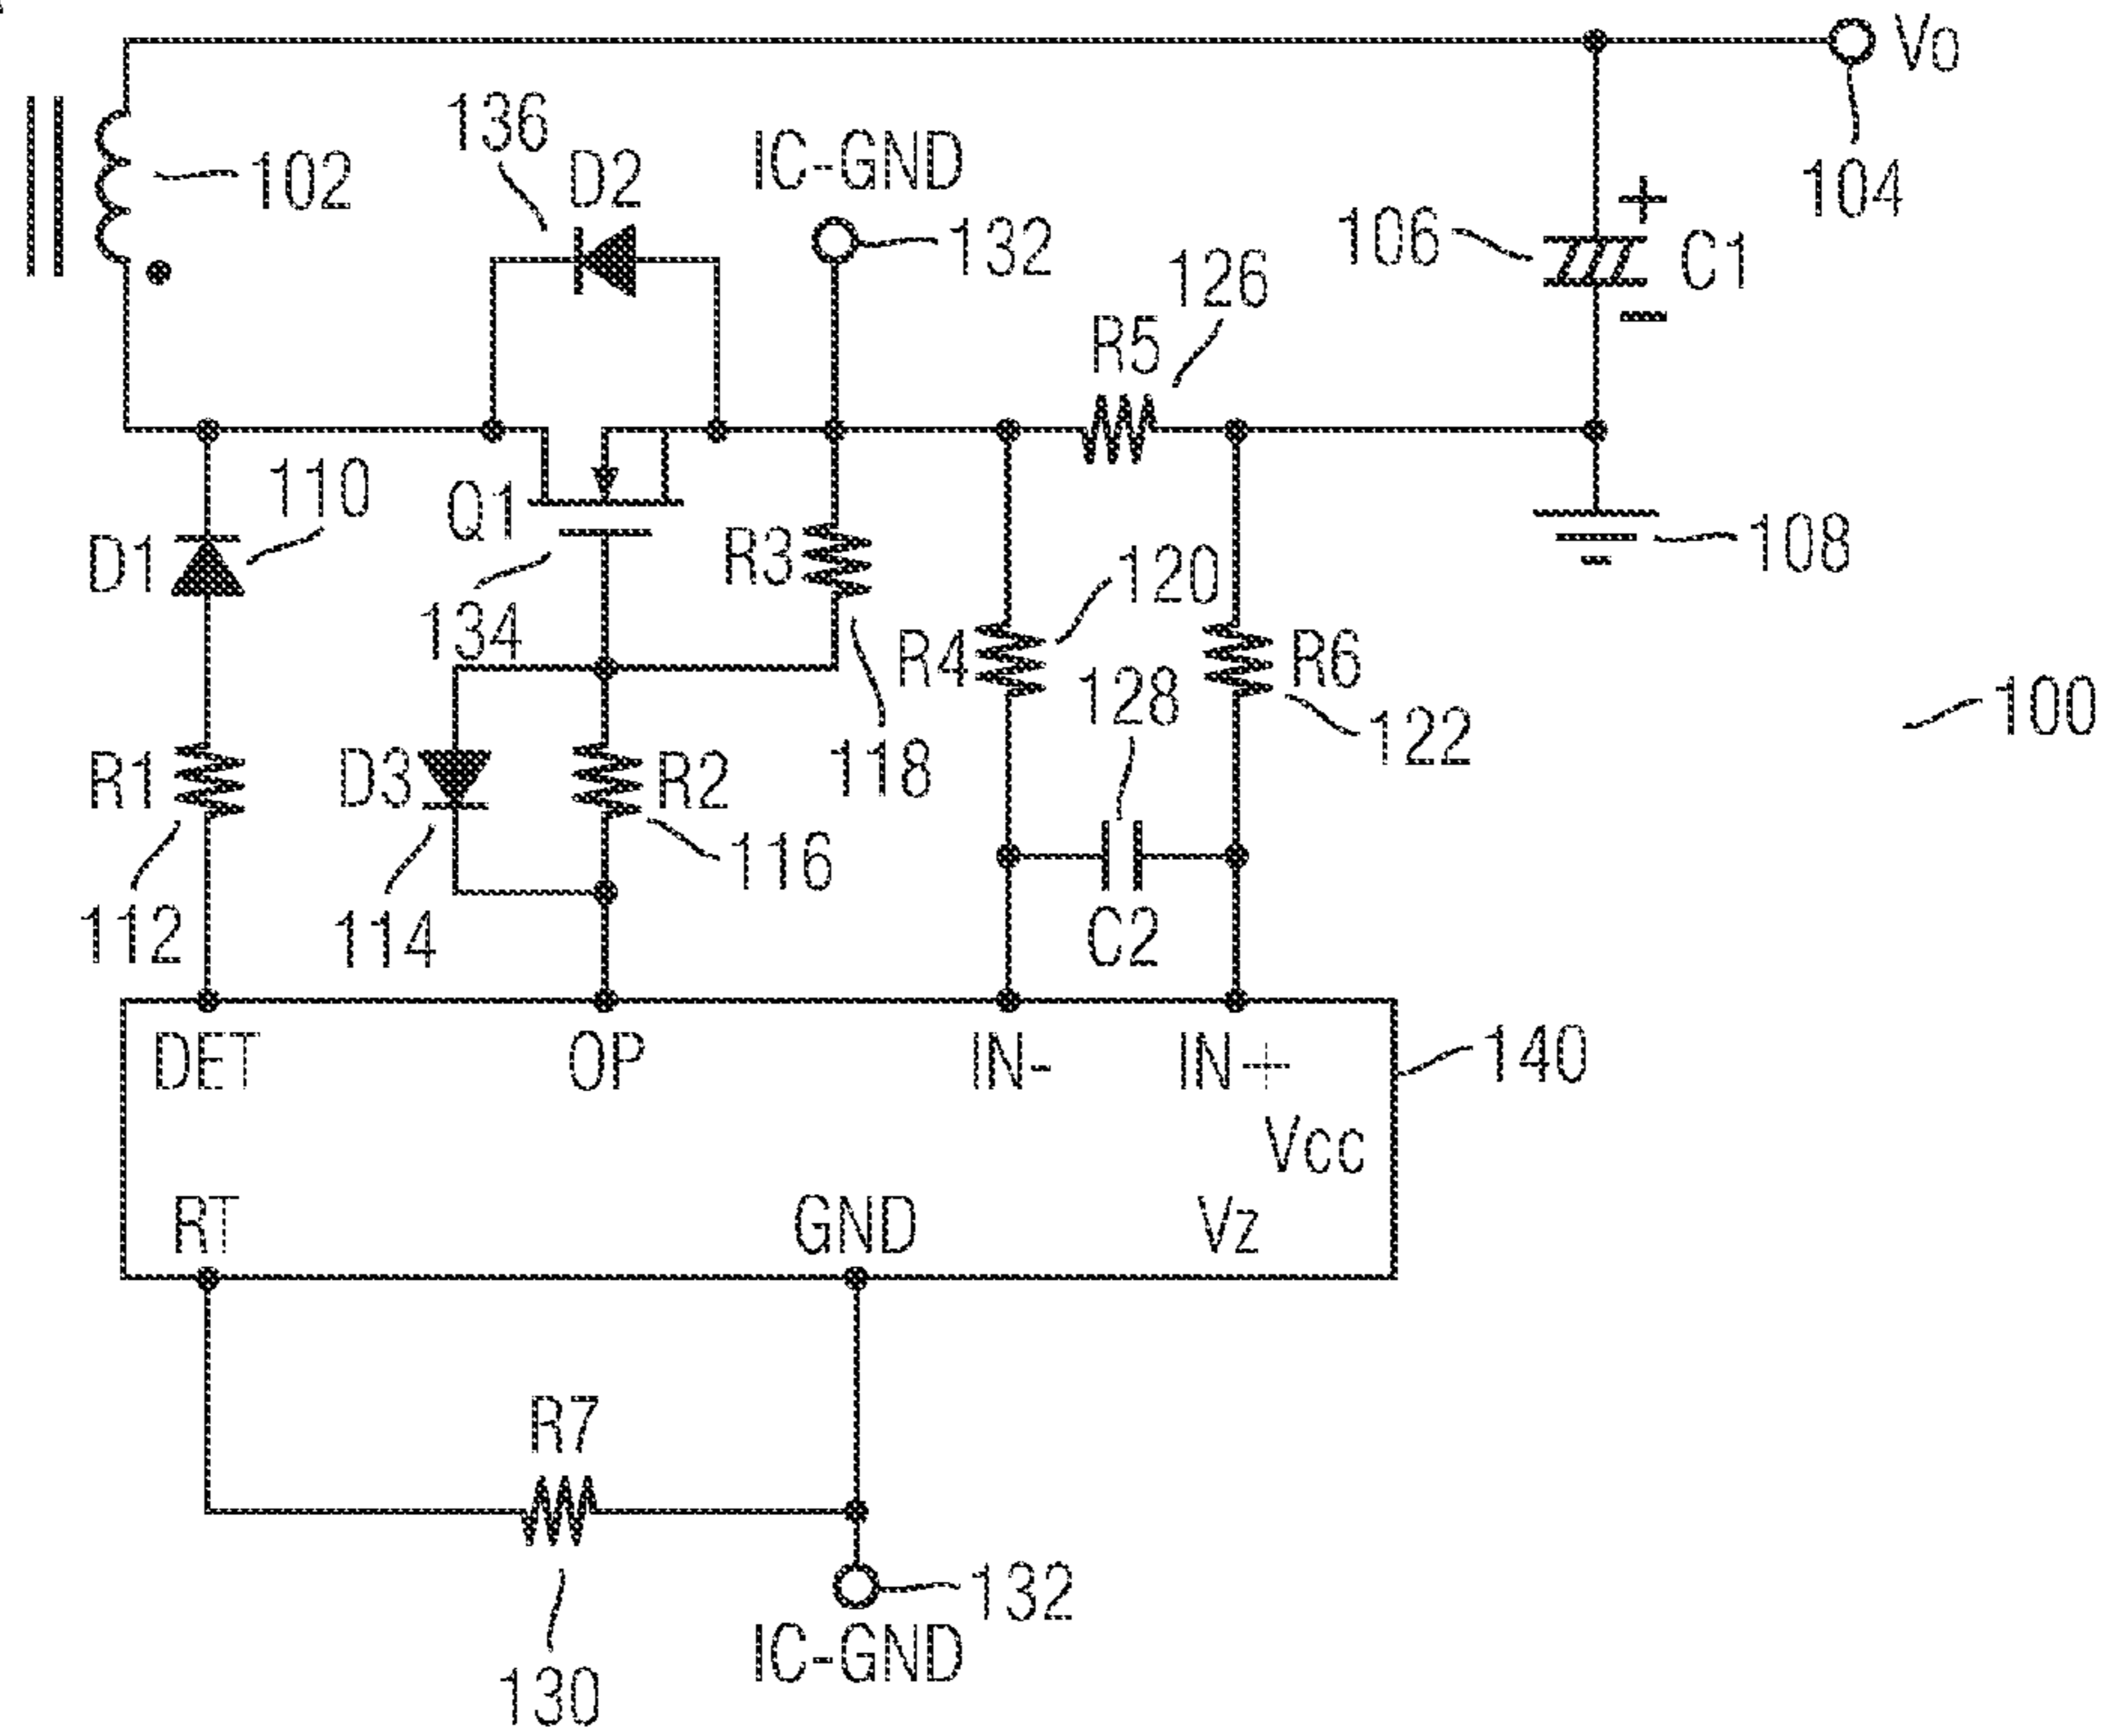 Vo
104
136
D2
IC-GND
102
132
106
+
C1
-
126
R5
110
Q1
D1
R3
108
134
120
R4
R6
128
100
122
118
R1
D3
R2
116
112
114
C2
DET
OP
IN-
IN+
140
Vcc
RT
GND
Vz
R7
132
IC-GND
130